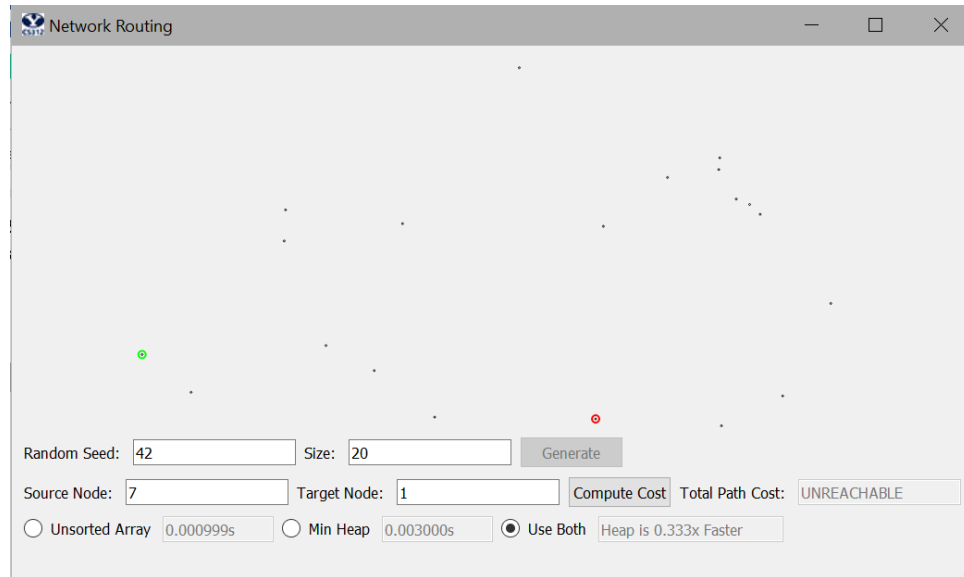 CS312 Network Routing
Random Seed: 42 Size: 20 Generate
Source Node: 7 Target Node: 1 Compute Cost Total Path Cost: UNREACHABLE
Unsorted Array 0.000999s Min Heap 0.003000s Use Both Heap is 0.333x Faster